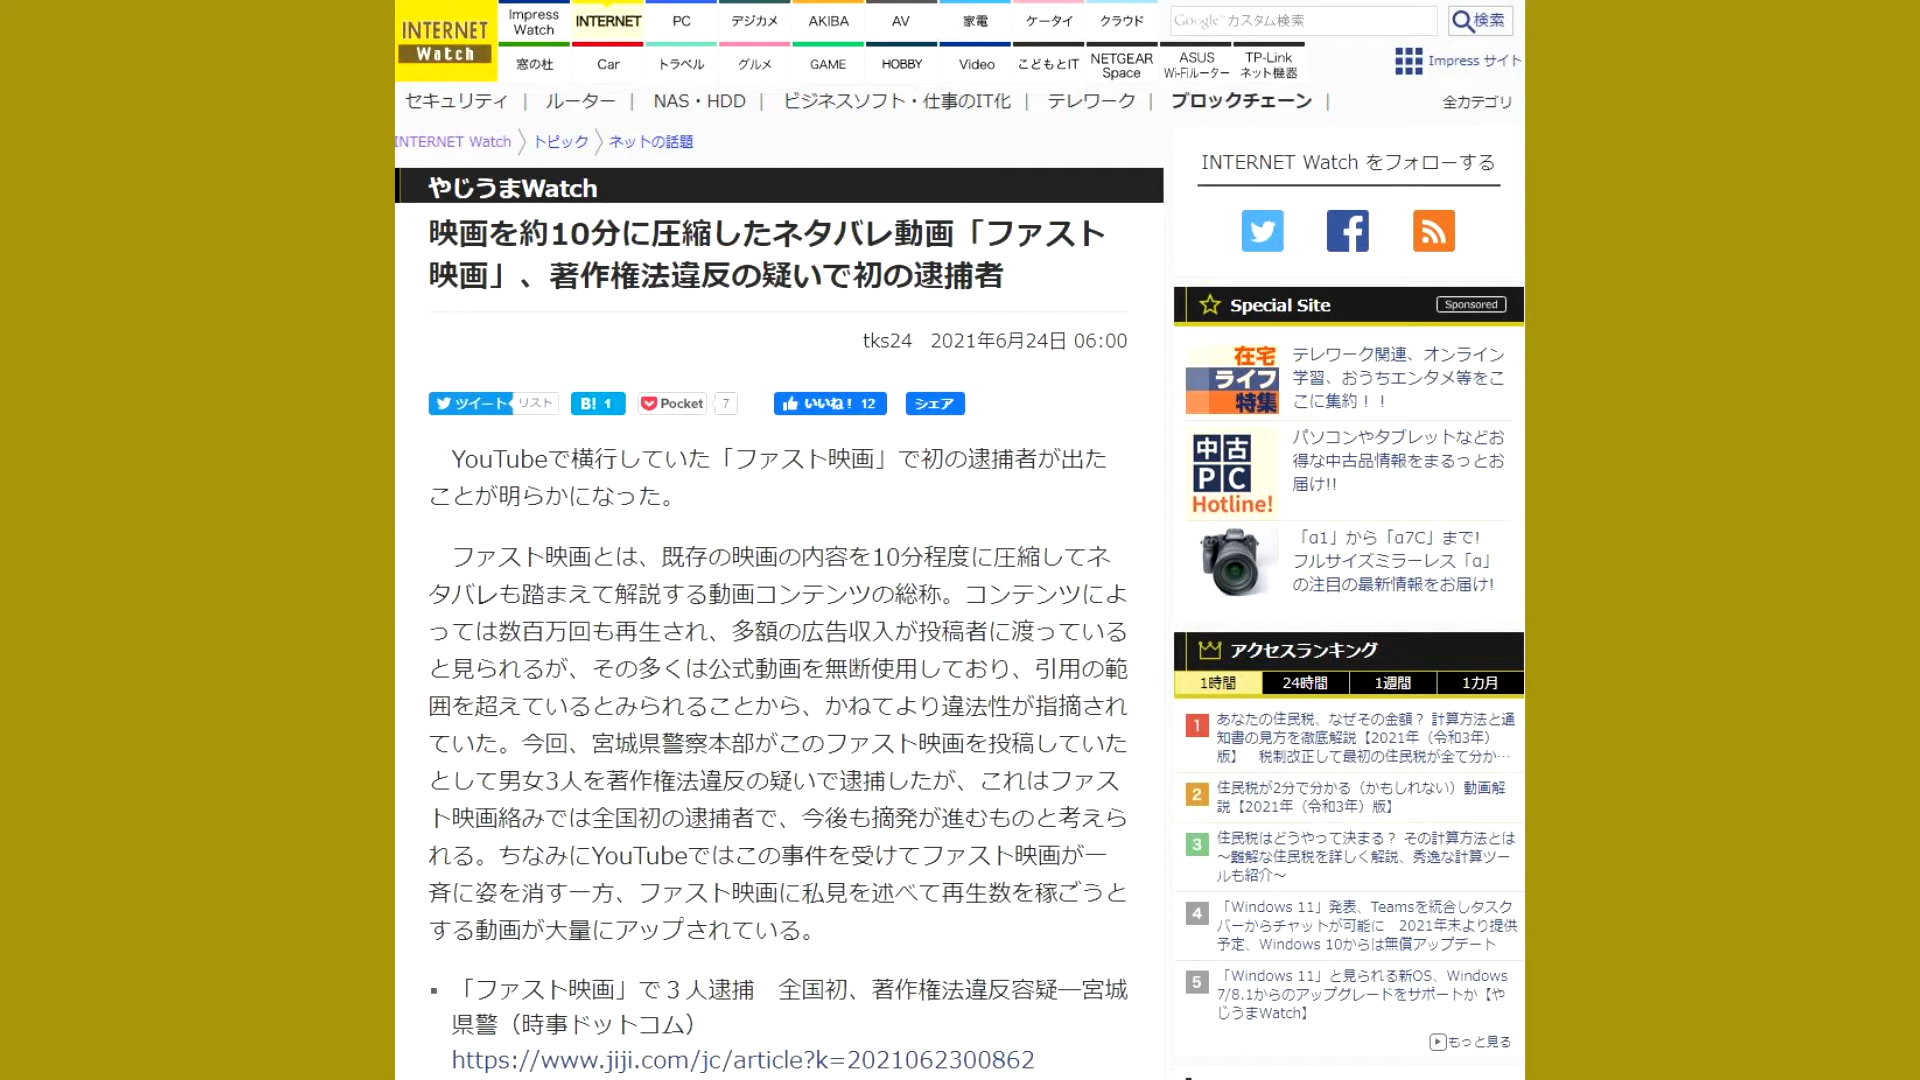 INTERNET Watch
Impress Watch
INTERNET
PC
デジカメ
AKIBA
AV
家電
ケータイ
クラウド
Google カスタム検索
検索
窓の杜
Car
トラベル
グルメ
GAME
HOBBY
Video
こどもとIT
NETGEAR Space
ASUS Wi-Fiルーター
TP-Link ネット機器
Impress サイト
セキュリティ | ルーター | NAS・HDD | ビジネスソフト・仕事のIT化 | テレワーク | ブロックチェーン |
全カテゴリ
INTERNET Watch 〉 トピック 〉 ネットの話題
やじうまWatch
映画を約10分に圧縮したネタバレ動画「ファスト
映画」、著作権法違反の疑いで初の逮捕者
tks24 2021年6月24日 06:00
ツイート
リスト
B! 1
Pocket
7
いいね! 12
シェア
YouTubeで横行していた「ファスト映画」で初の逮捕者が出た
ことが明らかになった。
ファスト映画とは、既存の映画の内容を10分程度に圧縮してネ
タバレも踏まえて解説する動画コンテンツの総称。コンテンツによ
っては数百万回も再生され、多額の広告収入が投稿者に渡っている
と見られるが、その多くは公式動画を無断使用しており、引用の範
囲を超えているとみられることから、かねてより違法性が指摘され
ていた。今回、宮城県警察本部がこのファスト映画を投稿していた
として男女3人を著作権法違反の疑いで逮捕したが、これはファス
ト映画絡みでは全国初の逮捕者で、今後も摘発が進むものと考えら
れる。ちなみにYouTubeではこの事件を受けてファスト映画が一
斉に姿を消す一方、ファスト映画に私見を述べて再生数を稼ごうと
する動画が大量にアップされている。
「ファスト映画」で３人逮捕　全国初、著作権法違反容疑―宮城
県警（時事ドットコム）
https://www.jiji.com/jc/article?k=2021062300862
INTERNET Watch をフォローする
Special Site
Sponsored
在宅
ライフ
特集
テレワーク関連、オンライン
学習、おうちエンタメ等をこ
こに集約！！
中古
PC
Hotline!
パソコンやタブレットなどお
得な中古品情報をまるっとお
届け!!
「α1」から「α7C」まで!
フルサイズミラーレス「α」
の注目の最新情報をお届け!
アクセスランキング
1時間
24時間
1週間
1カ月
1
あなたの住民税、なぜその金額？ 計算方法と通
知書の見方を徹底解説【2021年（令和3年）
版】　税制改正して最初の住民税が全て分か…
2
住民税が2分で分かる（かもしれない）動画解
説【2021年（令和3年）版】
3
住民税はどうやって決まる？ その計算方法とは
～難解な住民税を詳しく解説、秀逸な計算ツー
ルも紹介～
4
「Windows 11」発表、Teamsを統合しタスク
バーからチャットが可能に　2021年末より提供
予定、Windows 10からは無償アップデート
5
「Windows 11」と見られる新OS、Windows
7/8.1からのアップグレードをサポートか【や
じうまWatch】
もっと見る